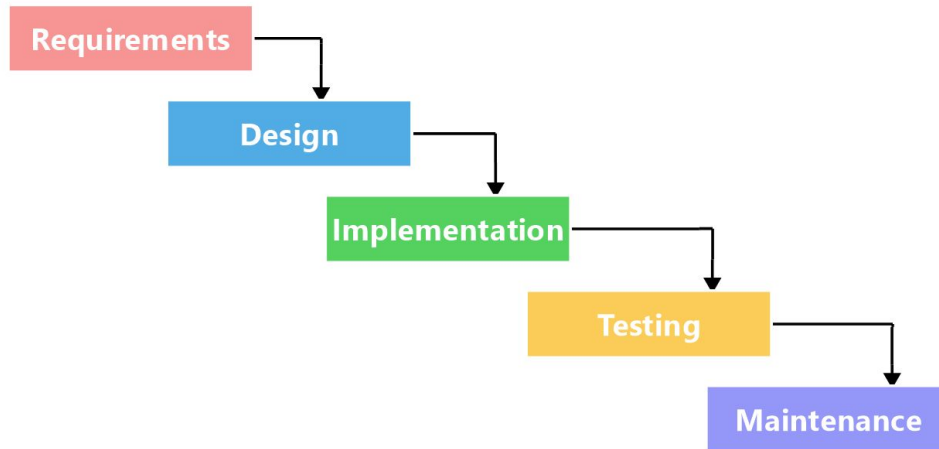 Requirements
Design
Implementation
Testing
Maintenance